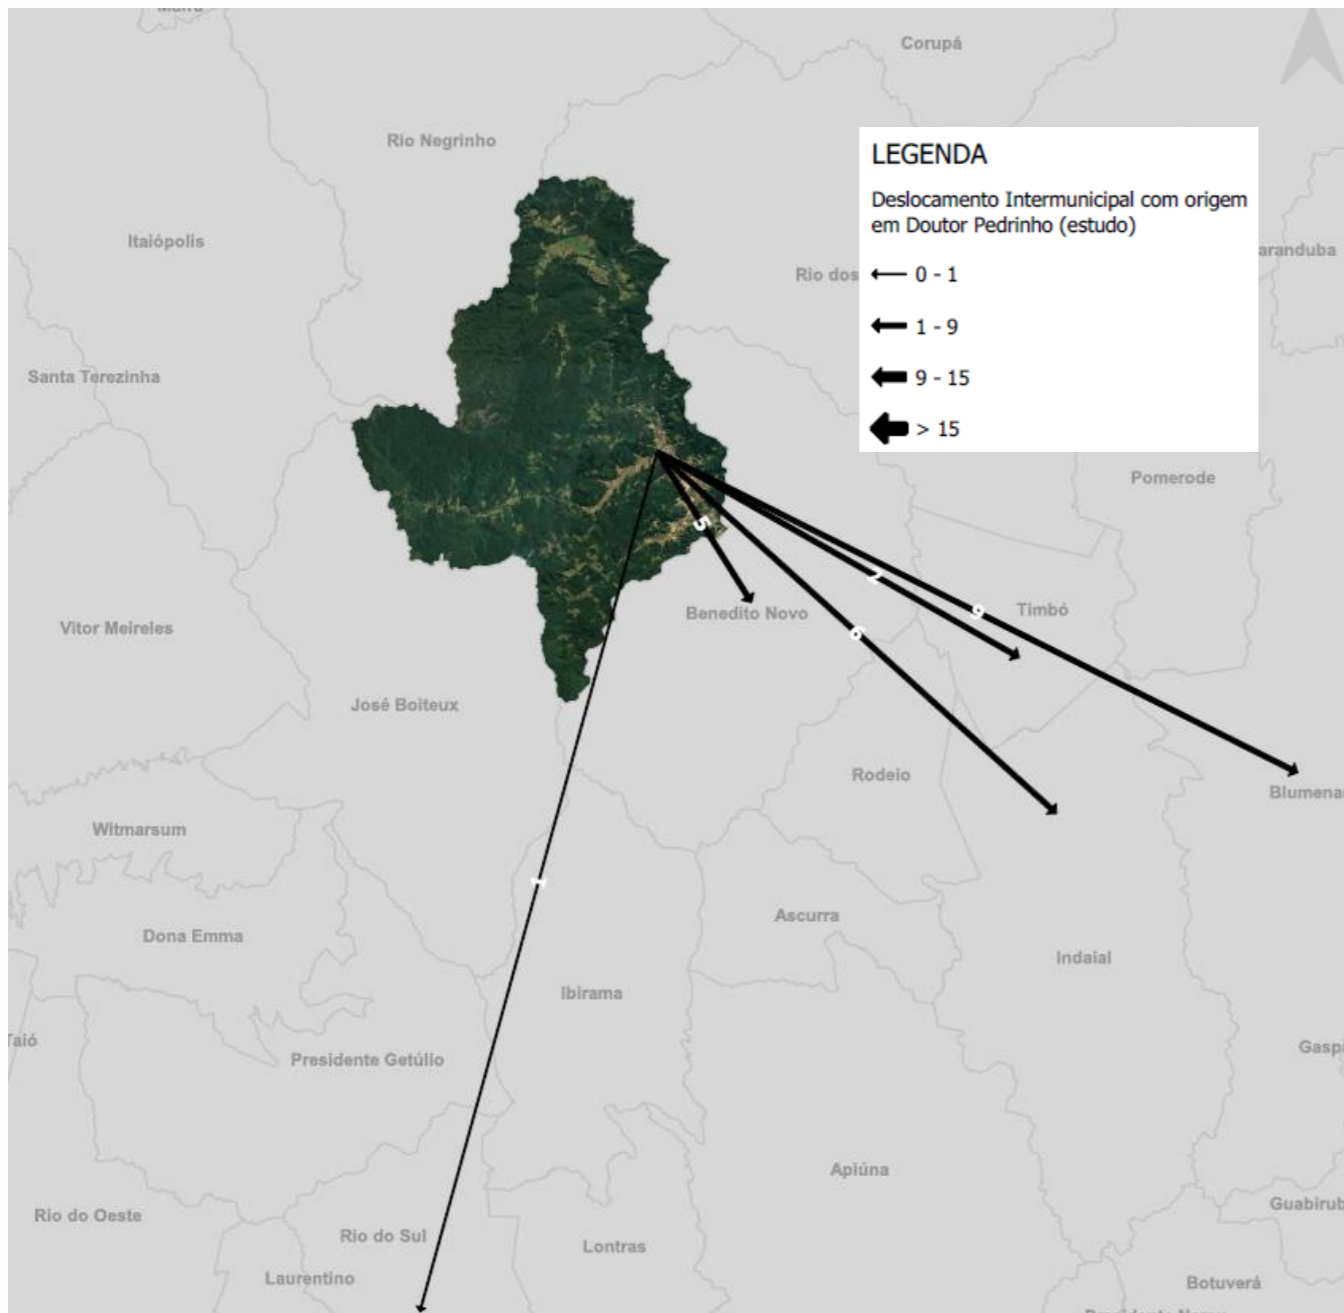 Mafra
Corupá
Rio Negrinho
LEGENDA
Deslocamento Intermunicipal com origem
em Doutor Pedrinho (estudo)
0 - 1
1 - 9
9 - 15
> 15
Itaiópolis
Rio dos
aranduba
Santa Terezinha
Pomerode
5
2
9
Timbó
Benedito Novo
6
Vitor Meireles
José Boiteux
Rodeio
Blumena
Witmarsum
1
Ascurra
Dona Emma
Indaial
Ibirama
Taió
Presidente Getúlio
Gasp
Apiúna
Rio do Oeste
Guabirub
Rio do Sul
Lontras
Laurentino
Botuverá